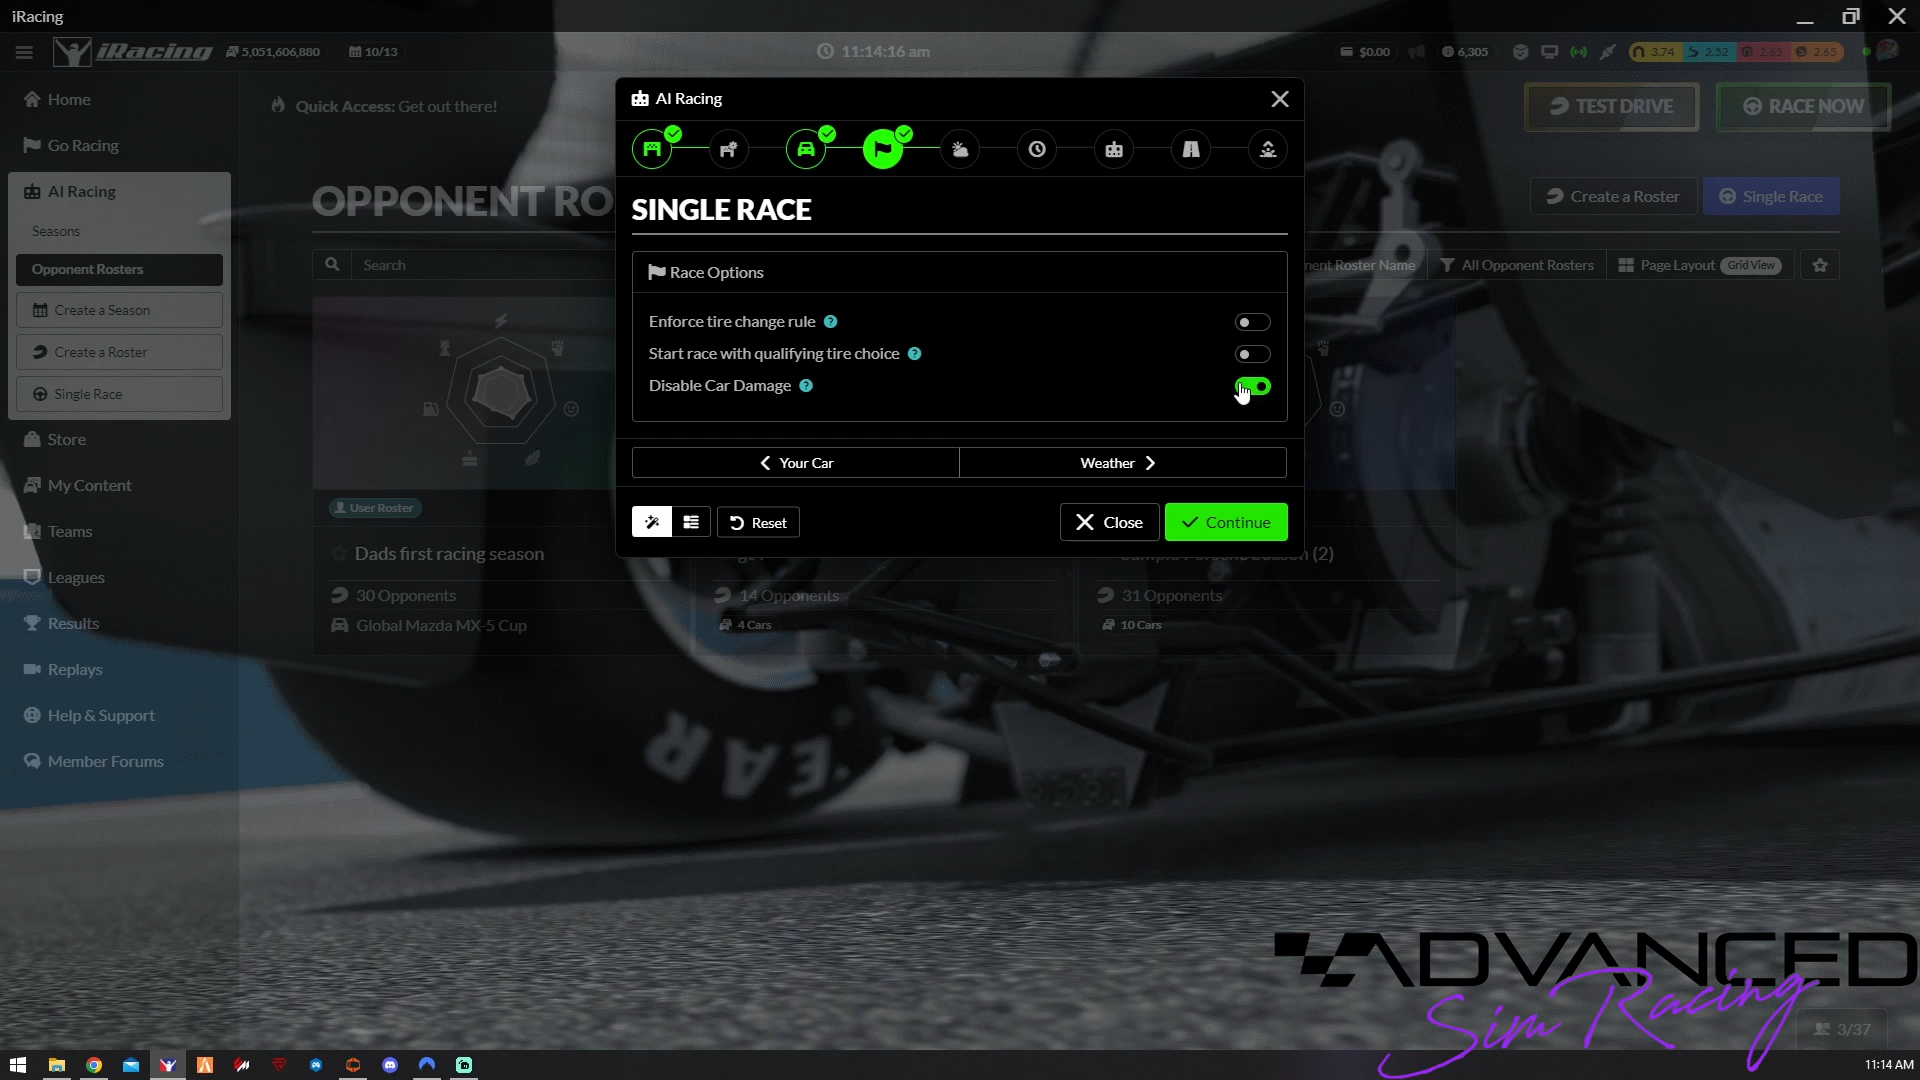 iRacing
iRacing 5,051,606,880 10/13 11:14:16 am $0.00 6,305 3.74 2.52 2.65 2.65
Home
Go Racing
AI Racing
Seasons
Opponent Rosters
Create a Season
Create a Roster
Single Race
Store
My Content
Teams
Leagues
Results
Replays
Help & Support
Member Forums
Quick Access: Get out there!
TEST DRIVE
RACE NOW
OPPONENT RO
Create a Roster
Single Race
Search
nent Roster Name
All Opponent Rosters
Page Layout Grid View
AI Racing
SINGLE RACE
Race Options
Enforce tire change rule ?
Start race with qualifying tire choice ?
Disable Car Damage ?
Your Car
Weather
Reset
Close
Continue
User Roster
Dads first racing season
30 Opponents
Global Mazda MX-5 Cup
14 Opponents
4 Cars
(2)
31 Opponents
10 Cars
EAR
ADVANCED
Sim Racing
3/37
11:14 AM